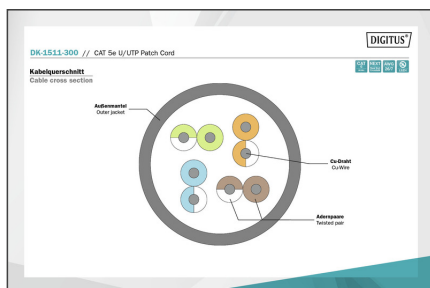 DIGITUS®
DK-1511-300 // CAT 5e U/UTP Patch Cord
Kabelquerschnitt
Cable cross section
Außenmantel
Outer jacket
Cu-Draht
Cu-Wire
Adernpaare
Twisted pair